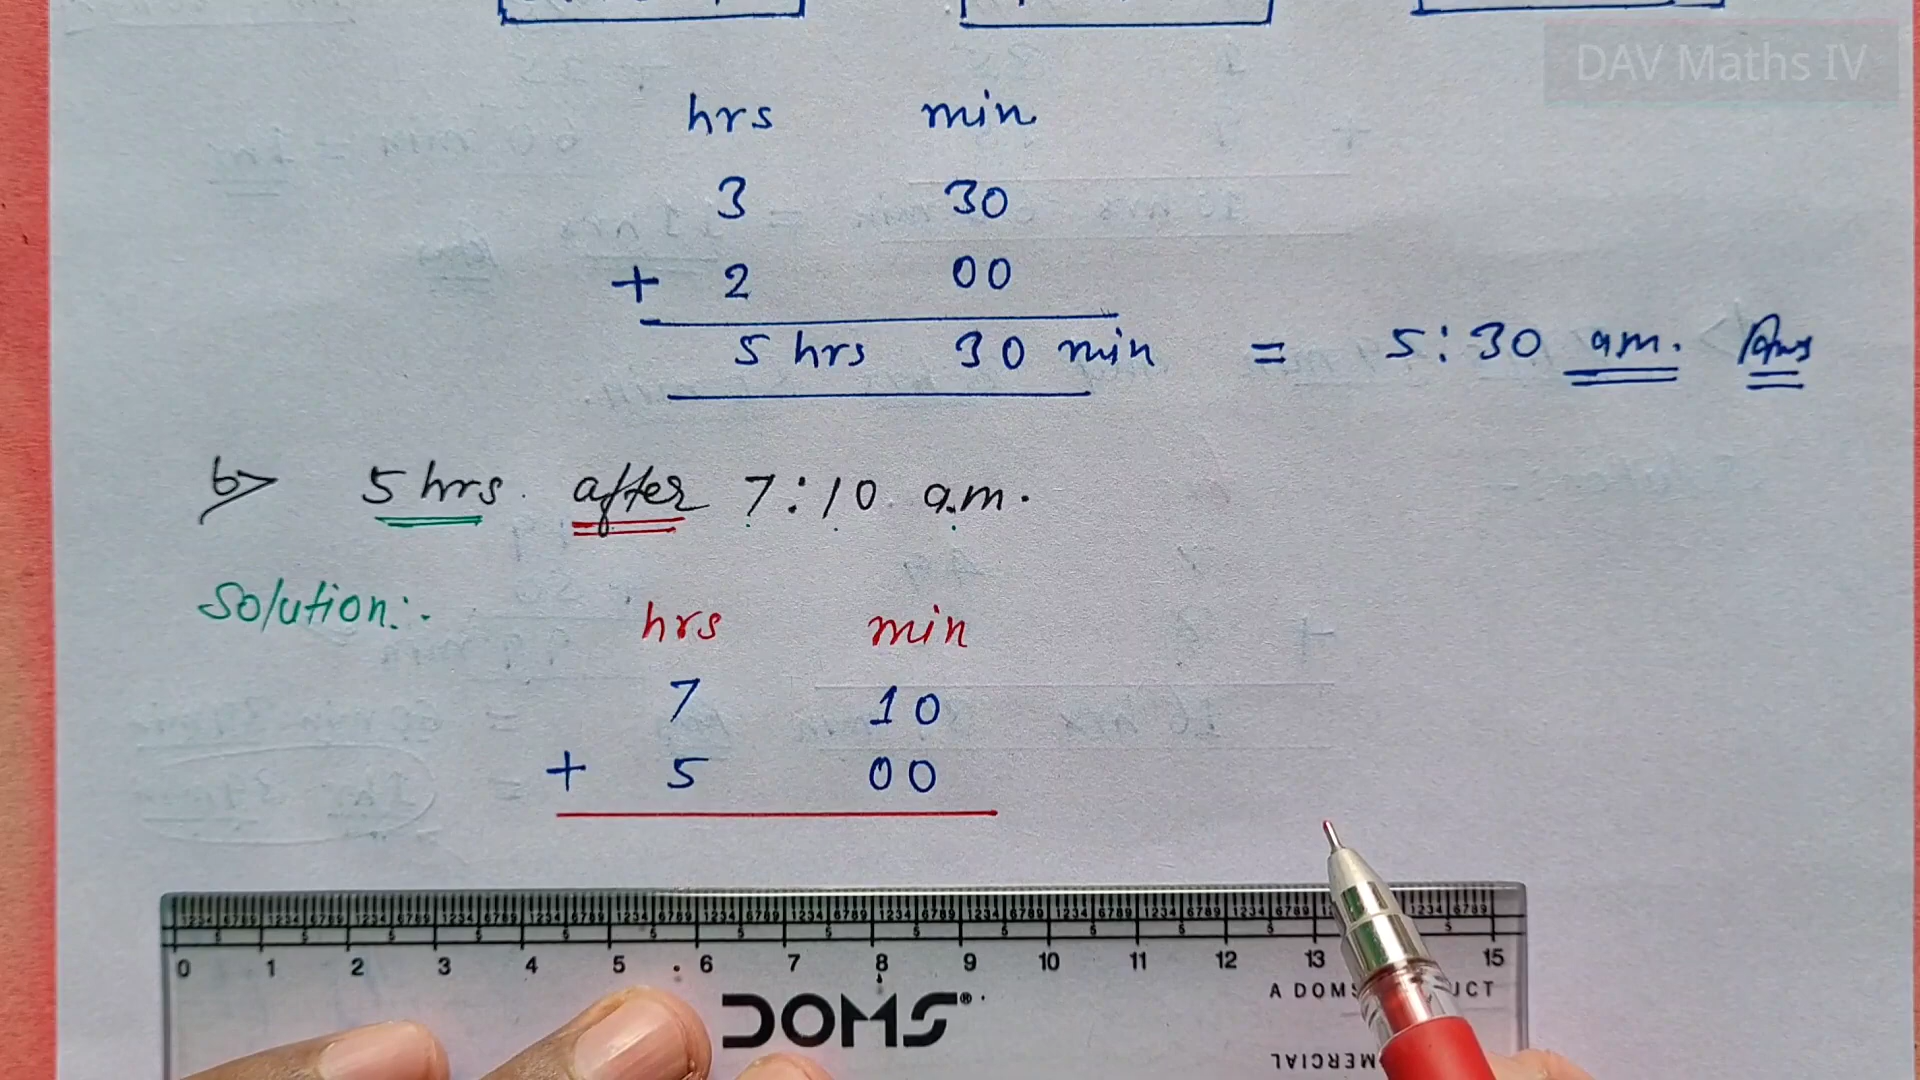 DAV Maths IV
hrs min
3 30
+ 2 00
5 hrs 30 min = 5:30 am. Ans
b> 5 hrs after 7:10 a.m.
Solution:-
hrs min
7 10
+ 5 00
0 1 2 3 4 5 6 7 8 9 10 11 12 13 15
A DOMS
DOMS®